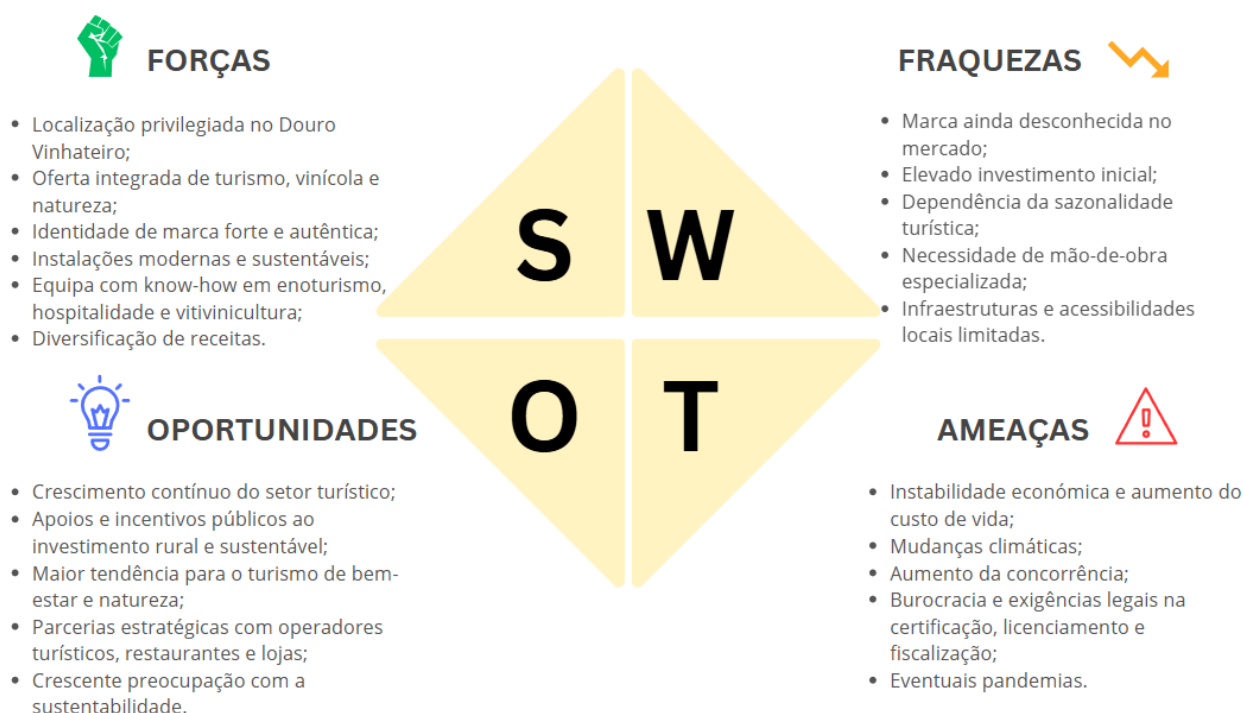 FORÇAS
• Localização privilegiada no Douro
Vinhateiro;
• Oferta integrada de turismo, vinícola e
natureza;
• Identidade de marca forte e autêntica;
• Instalações modernas e sustentáveis;
• Equipa com know-how em enoturismo,
hospitalidade e vitivinicultura;
• Diversificação de receitas.
FRAQUEZAS
• Marca ainda desconhecida no
mercado;
• Elevado investimento inicial;
• Dependência da sazonalidade
turística;
• Necessidade de mão-de-obra
especializada;
• Infraestruturas e acessibilidades
locais limitadas.
S W
O T
OPORTUNIDADES
• Crescimento contínuo do setor turístico;
• Apoios e incentivos públicos ao
investimento rural e sustentável;
• Maior tendência para o turismo de bem-
estar e natureza;
• Parcerias estratégicas com operadores
turísticos, restaurantes e lojas;
• Crescente preocupação com a
sustentabilidade.
AMEAÇAS
• Instabilidade económica e aumento do
custo de vida;
• Mudanças climáticas;
• Aumento da concorrência;
• Burocracia e exigências legais na
certificação, licenciamento e
fiscalização;
• Eventuais pandemias.